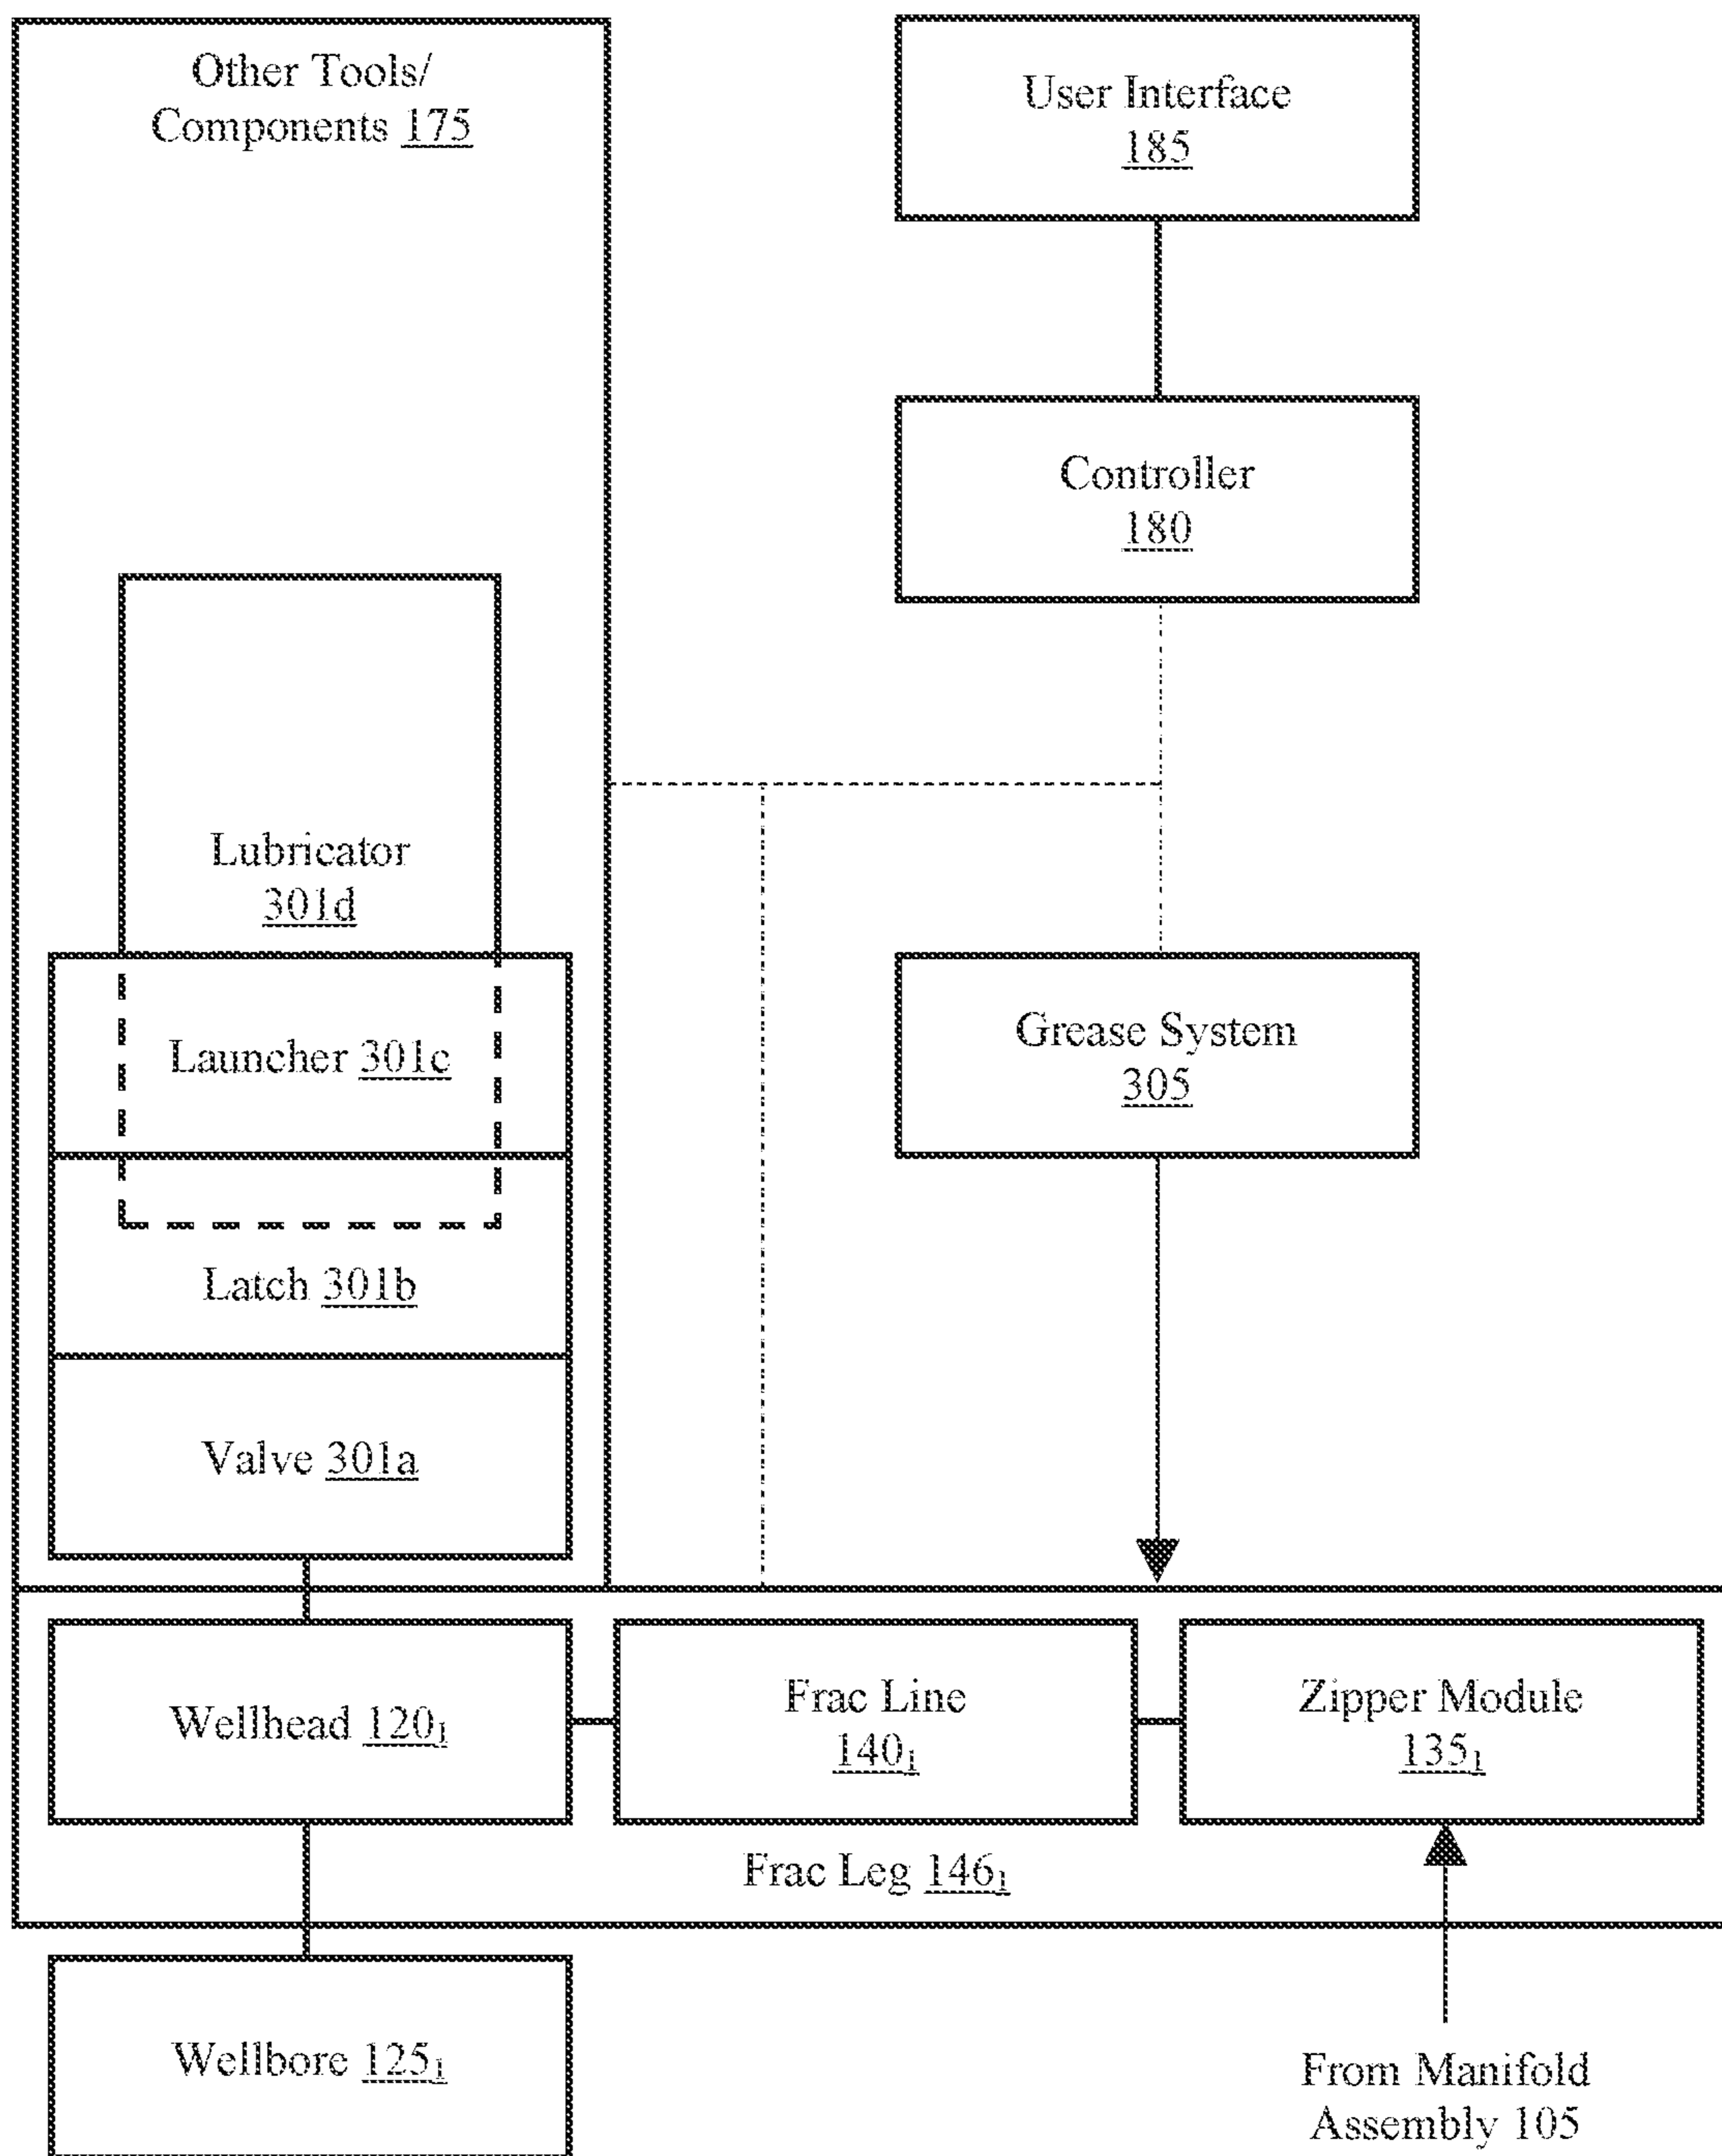 Other Tools/
Components 175
User Interface
185
Controller
180
Lubricator
301d
Launcher 301c
Grease System
305
Latch 301b
Valve 301a
Wellhead 120₁
Frac Line
140₁
Zipper Module
135₁
Frac Leg 146₁
Wellbore 125₁
From Manifold
Assembly 105